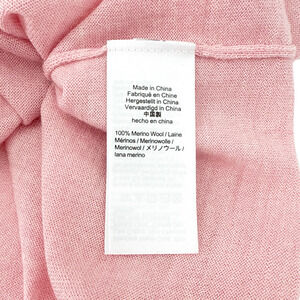 Made in China
Fabriqué en Chine
Hergestellt in China
Vervaardigd in China
中国製
hecho en china
100% Merino Wool / Laine
Mérinos / Merinowolle /
Merinowol / メリノウール /
lana merino